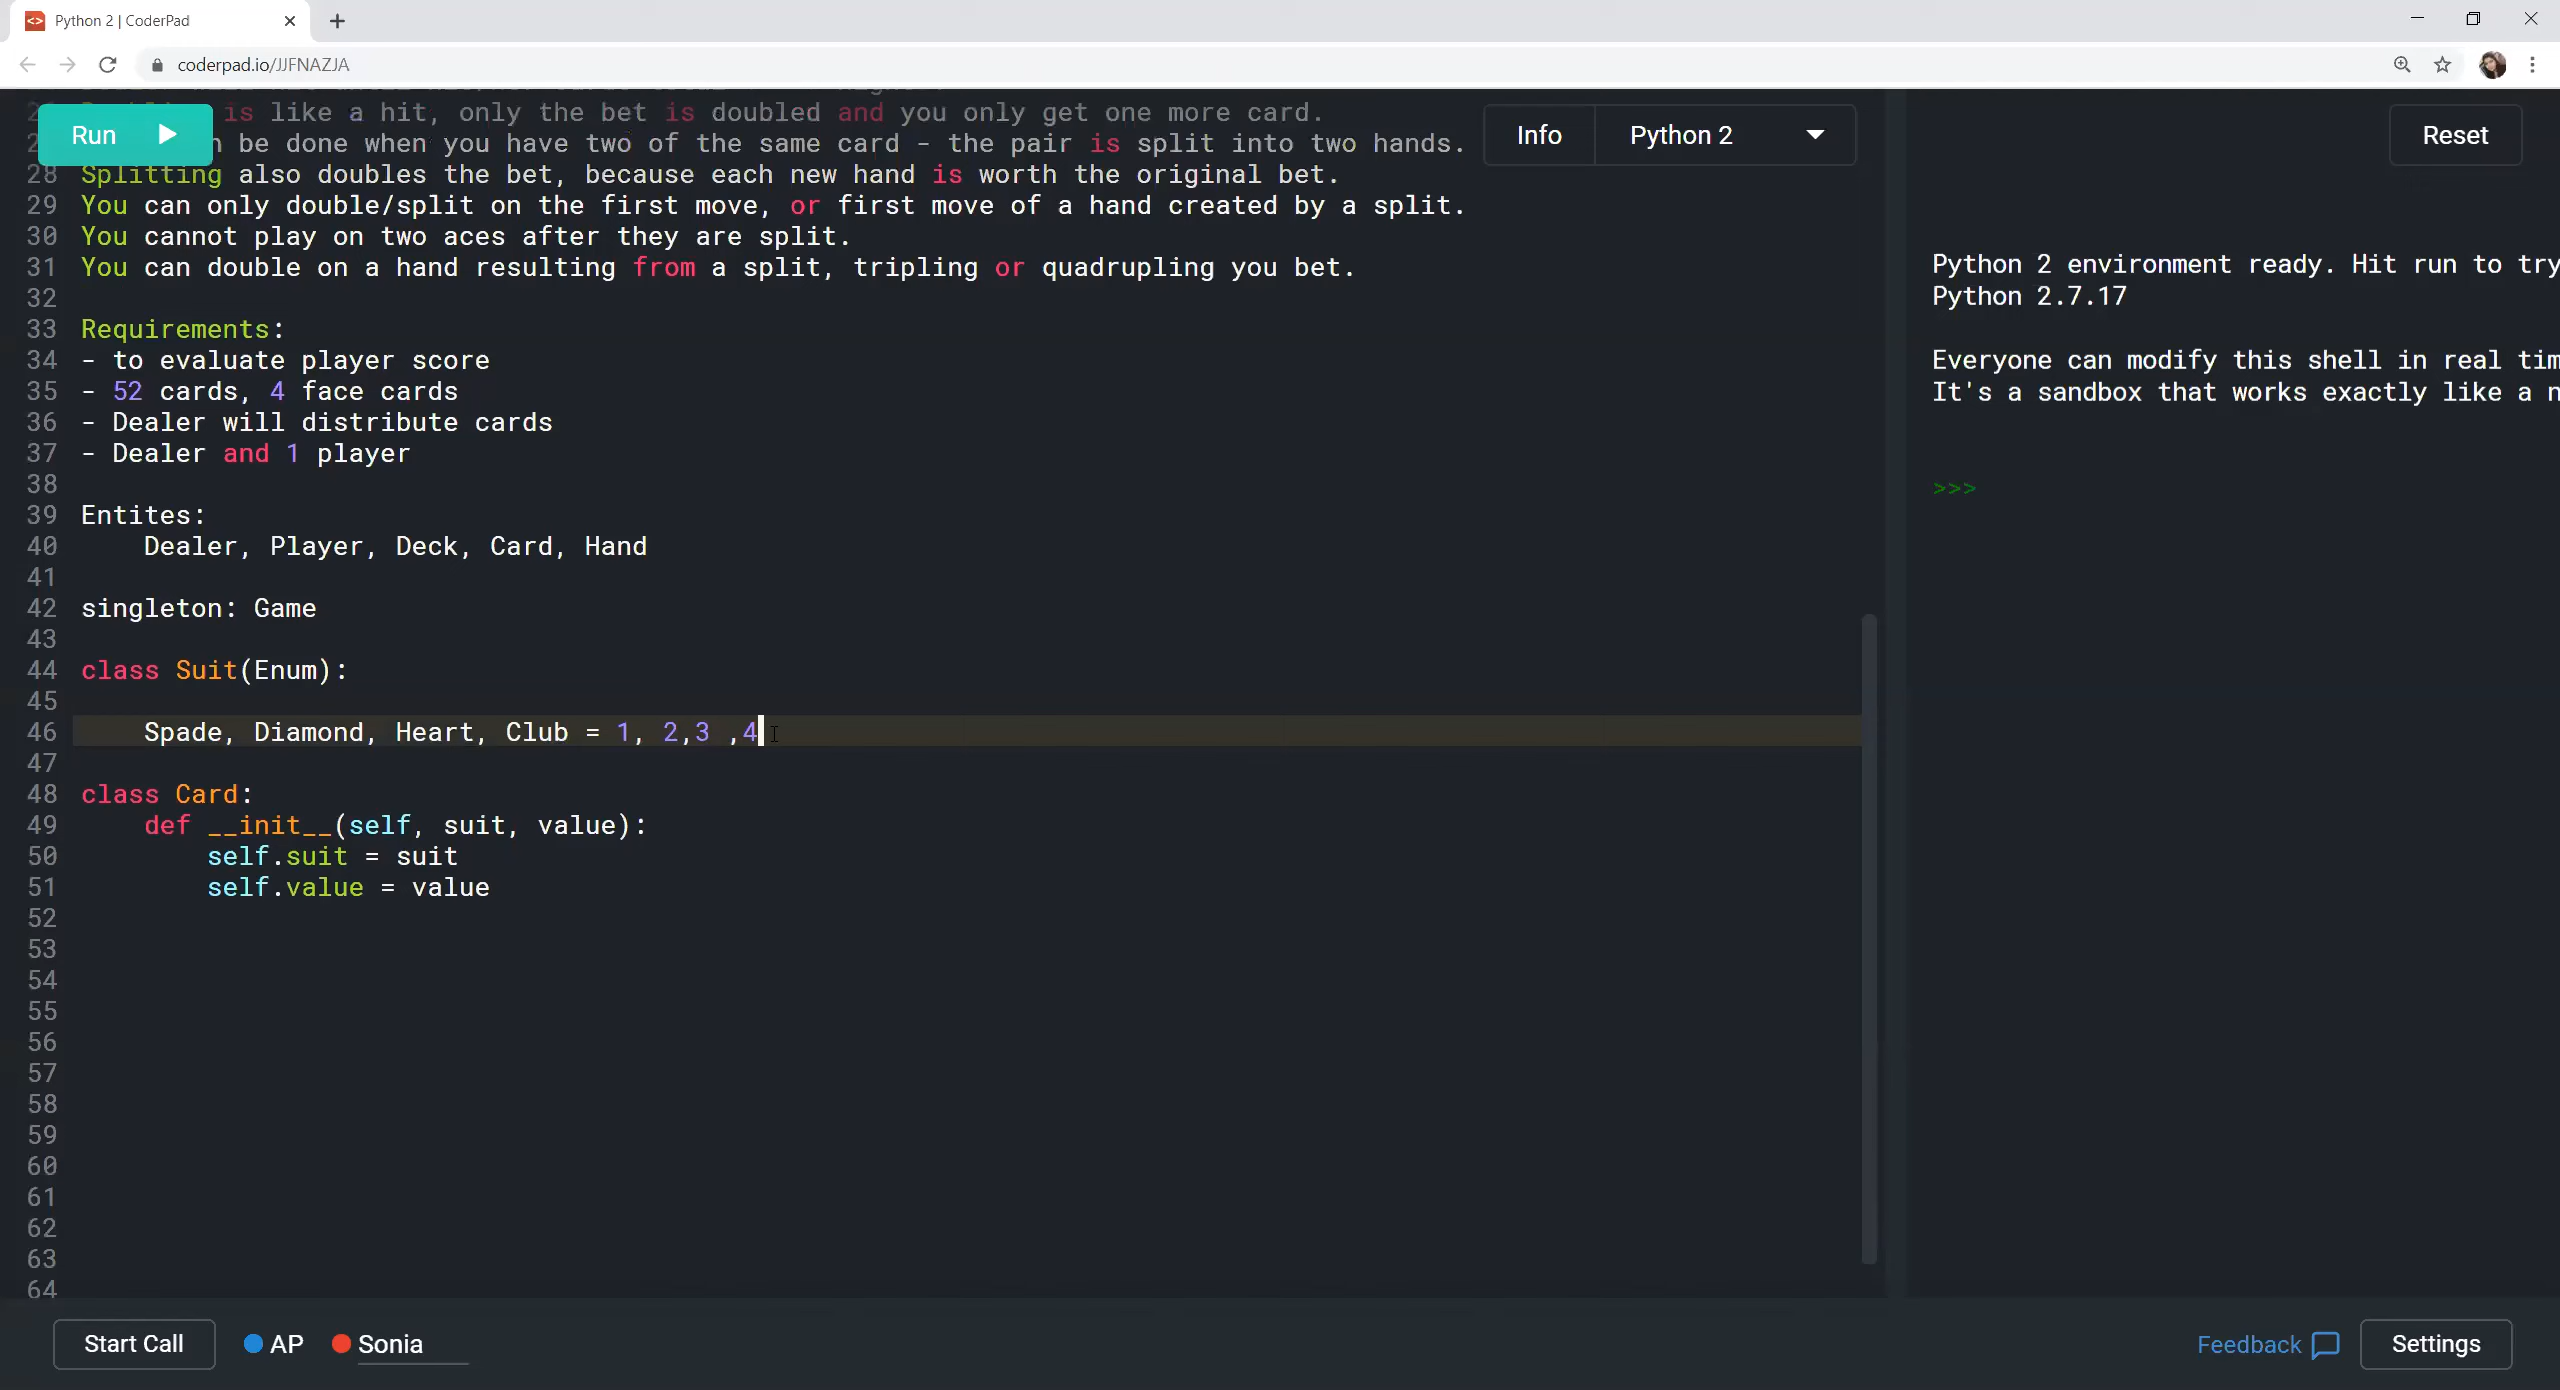 Python 2 | CoderPad
coderpad.io/JJFNAZJA
Run
Info
Python 2
Reset
is like a hit, only the bet is doubled and you only get one more card.
n be done when you have two of the same card - the pair is split into two hands.
28 Splitting also doubles the bet, because each new hand is worth the original bet.
29 You can only double/split on the first move, or first move of a hand created by a split.
30 You cannot play on two aces after they are split.
31 You can double on a hand resulting from a split, tripling or quadrupling you bet.
32
33 Requirements:
34 - to evaluate player score
35 - 52 cards, 4 face cards
36 - Dealer will distribute cards
37 - Dealer and 1 player
38
39 Entites:
40 Dealer, Player, Deck, Card, Hand
41
42 singleton: Game
43
44 class Suit(Enum):
45
46 Spade, Diamond, Heart, Club = 1, 2,3 ,4
47
48 class Card:
49 def __init__(self, suit, value):
50 self.suit = suit
51 self.value = value
52
53
54
55
56
57
58
59
60
61
62
63
64
Python 2 environment ready. Hit run to try
Python 2.7.17
Everyone can modify this shell in real tim
It's a sandbox that works exactly like a n
>>>
Start Call
AP
Sonia
Feedback
Settings